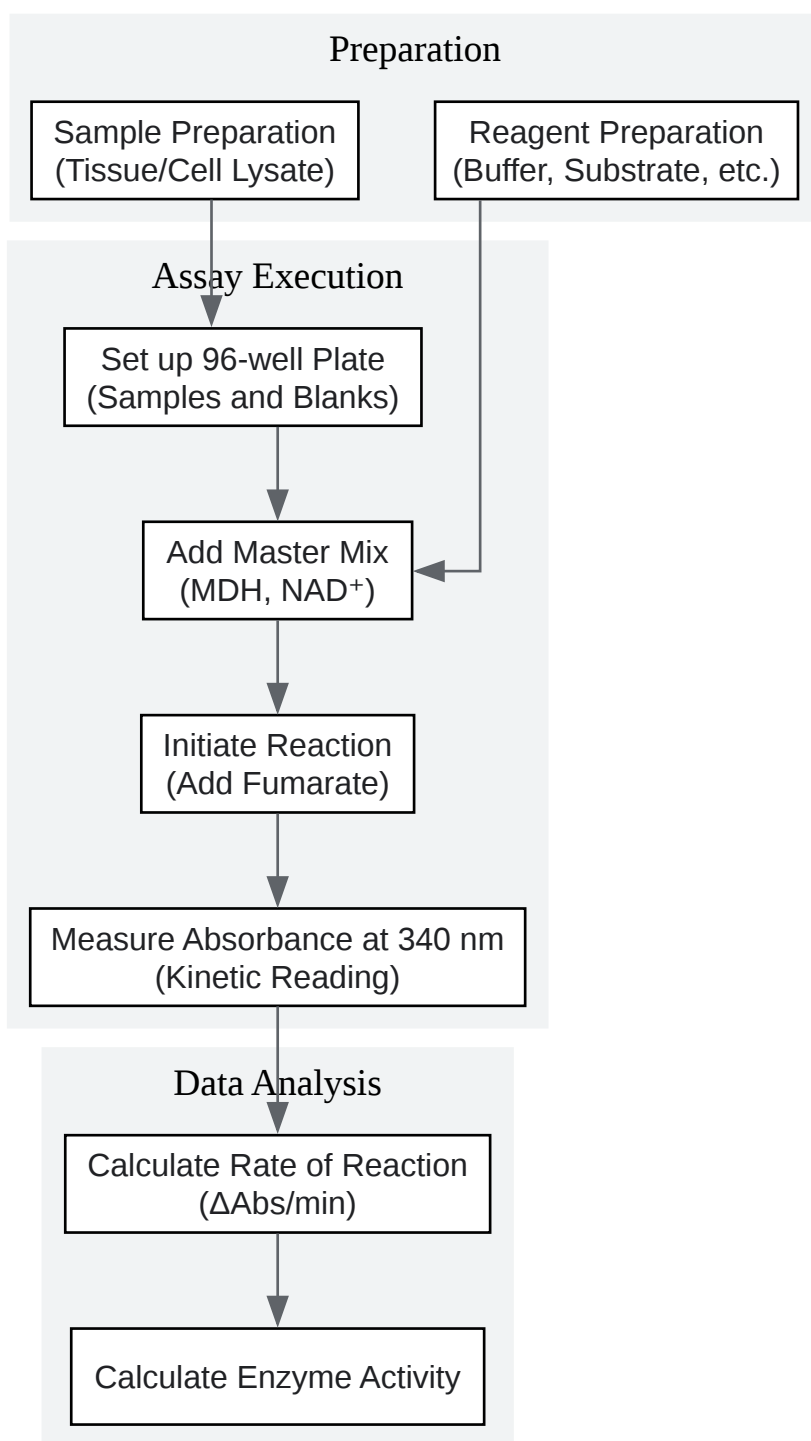 Preparation
Sample Preparation
(Tissue/Cell Lysate)
Reagent Preparation
(Buffer, Substrate, etc.)
Assay Execution
Set up 96-well Plate
(Samples and Blanks)
Add Master Mix
(MDH, NAD⁺)
Initiate Reaction
(Add Fumarate)
Measure Absorbance at 340 nm
(Kinetic Reading)
Data Analysis
Calculate Rate of Reaction
(ΔAbs/min)
Calculate Enzyme Activity